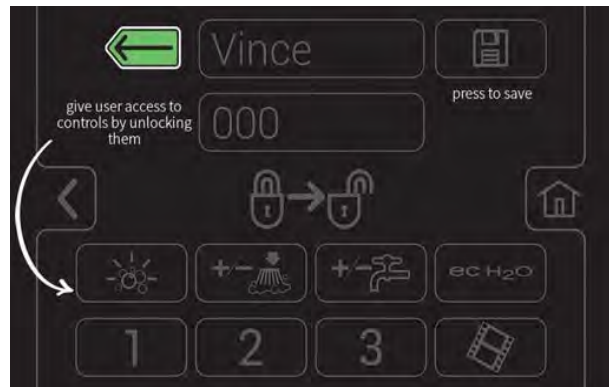 Vince
press to save
give user access to
controls by unlocking
them
000
+/-
+/-
ec H2O
1
2
3